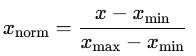 x_norm = (x − x_min) / (x_max − x_min)